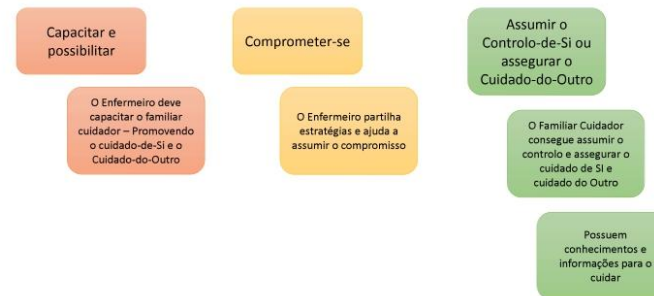 Capacitar e
possibilitar
O Enfermeiro deve
capacitar o familiar
cuidador – Promovendo
o cuidado-de-Si e o
Cuidado-do-Outro
Comprometer-se
O Enfermeiro partilha
estratégias e ajuda a
assumir o compromisso
Assumir o
Controlo-de-Si ou
assegurar o
Cuidado-do-Outro
O Familiar Cuidador
consegue assumir o
controlo e assegurar o
cuidado de SI e
cuidado do Outro
Possuem
conhecimentos e
informações para o
cuidar